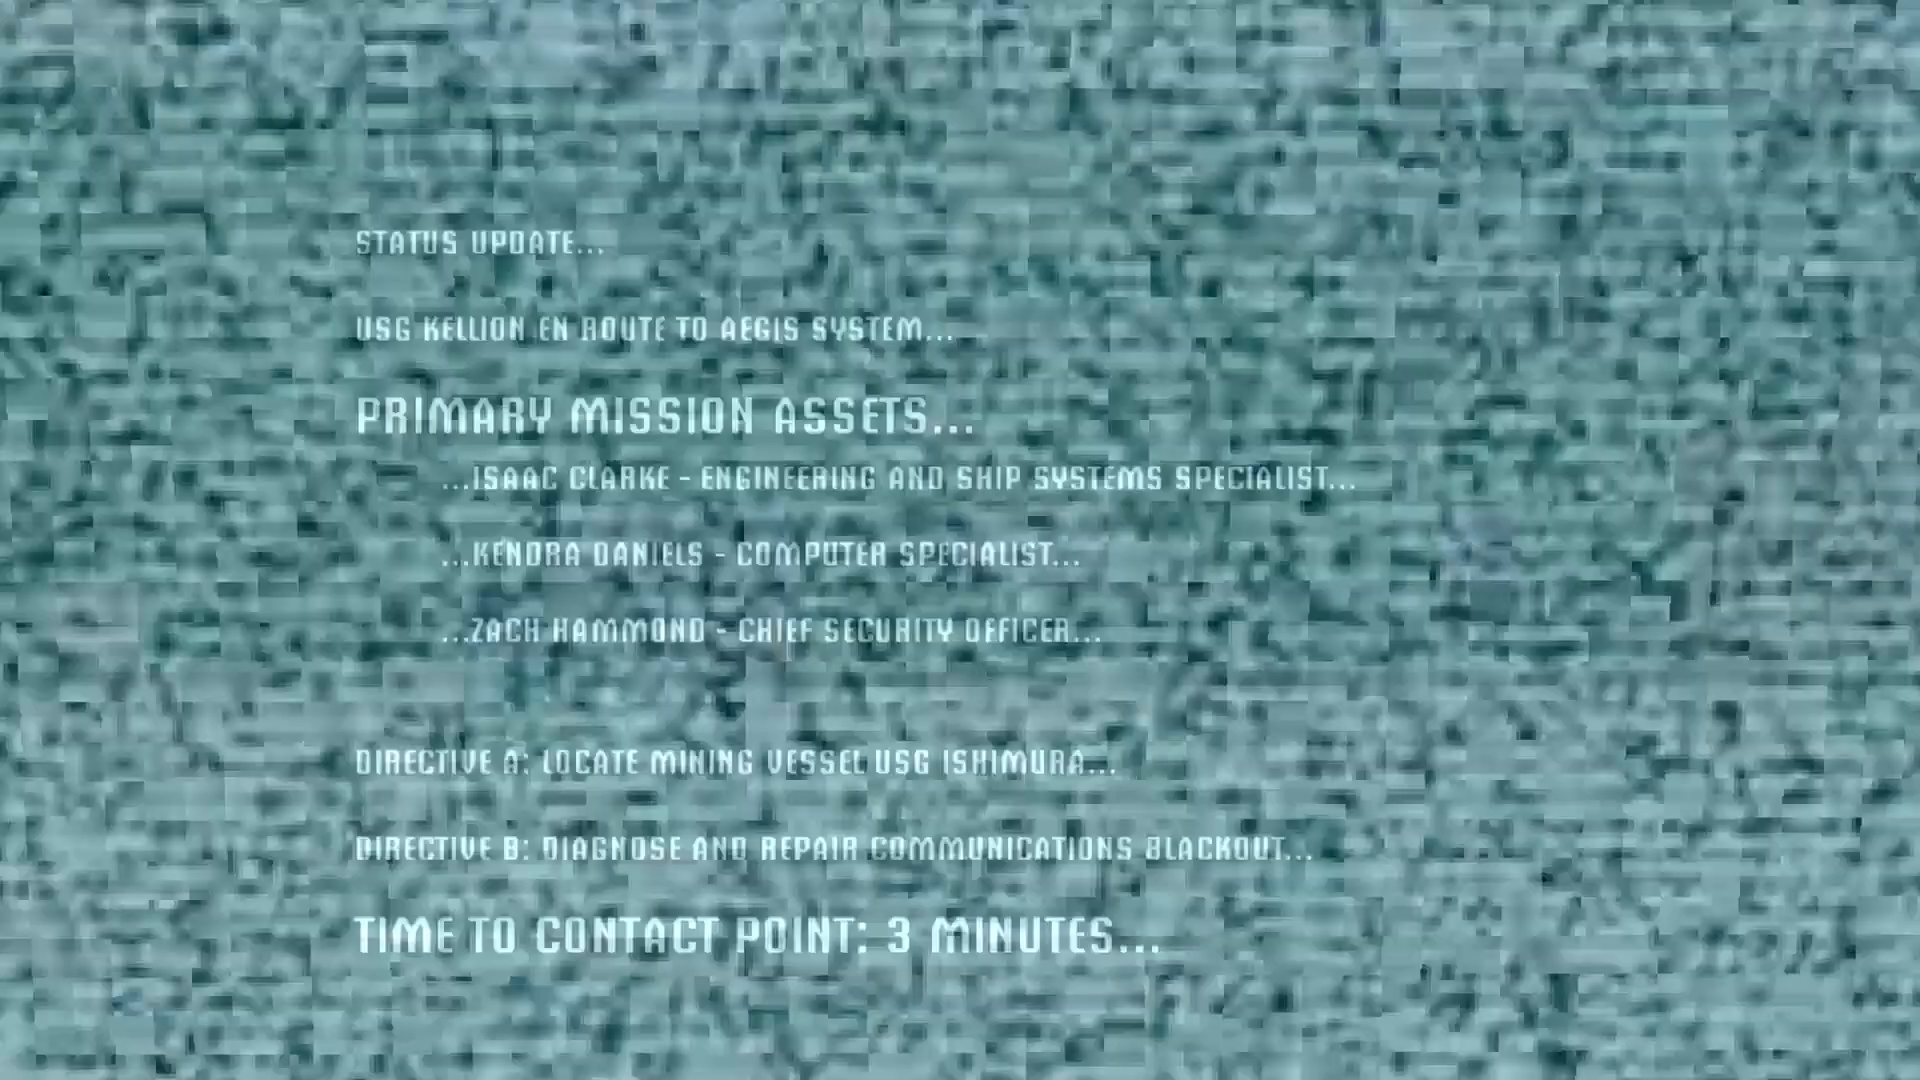 STATUS UPDATE...
USG KELLION EN ROUTE TO AEGIS SYSTEM...
PRIMARY MISSION ASSETS...
...ISAAC CLARKE - ENGINEERING AND SHIP SYSTEMS SPECIALIST...
...KENDRA DANIELS - COMPUTER SPECIALIST...
...ZACH HAMMOND - CHIEF SECURITY OFFICER...
DIRECTIVE A: LOCATE MINING VESSEL USG ISHIMURA...
DIRECTIVE B: DIAGNOSE AND REPAIR COMMUNICATIONS BLACKOUT...
TIME TO CONTACT POINT: 3 MINUTES...